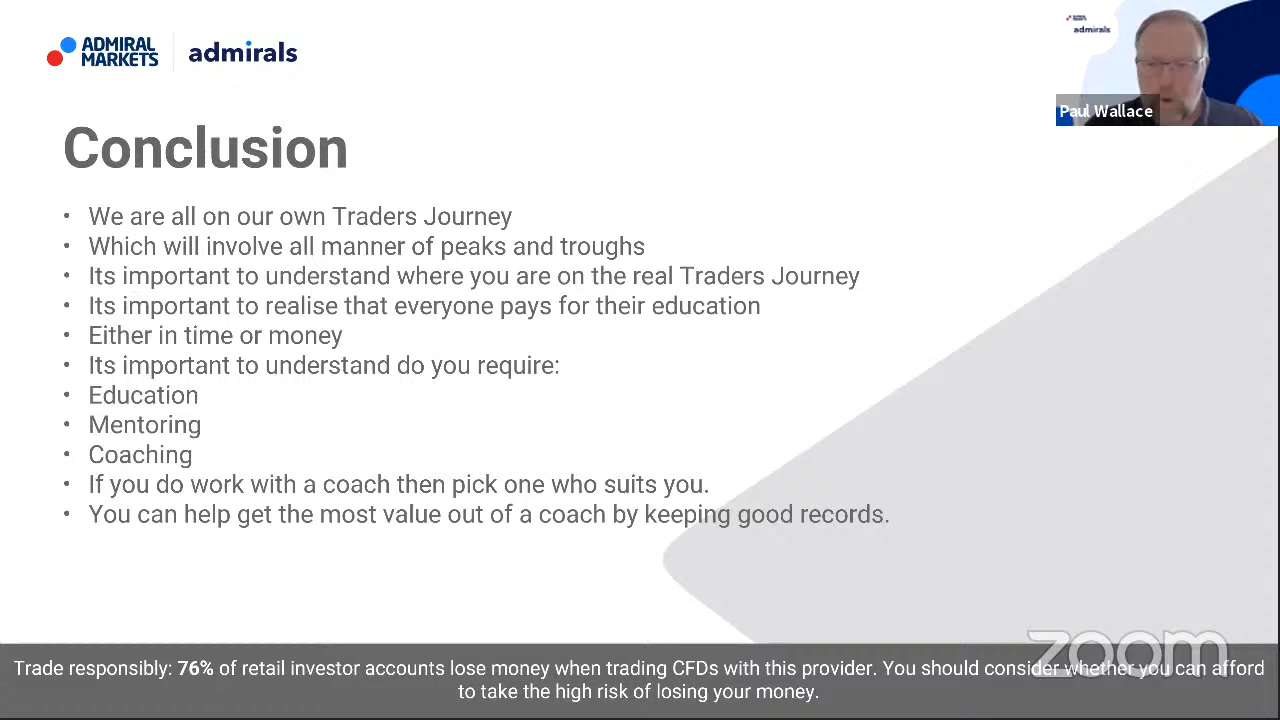 ADMIRAL
MARKETS
admirals
admirals
Paul Wallace
Conclusion
• We are all on our own Traders Journey
• Which will involve all manner of peaks and troughs
• Its important to understand where you are on the real Traders Journey
• Its important to realise that everyone pays for their education
• Either in time or money
• Its important to understand do you require:
• Education
• Mentoring
• Coaching
• If you do work with a coach then pick one who suits you.
• You can help get the most value out of a coach by keeping good records.
zoom
Trade responsibly: 76% of retail investor accounts lose money when trading CFDs with this provider. You should consider whether you can afford
to take the high risk of losing your money.